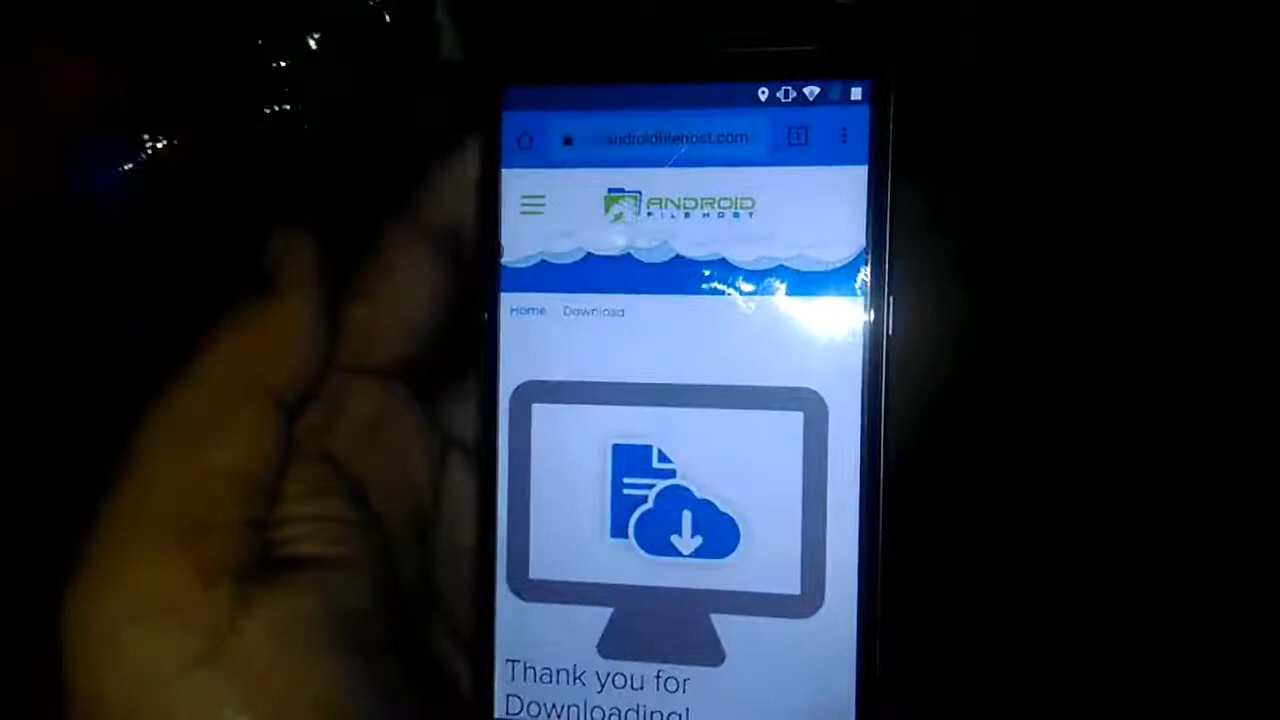 androidfilehost.com
ANDROID
FILE HOST
Home Download
Thank you for
Downloading!